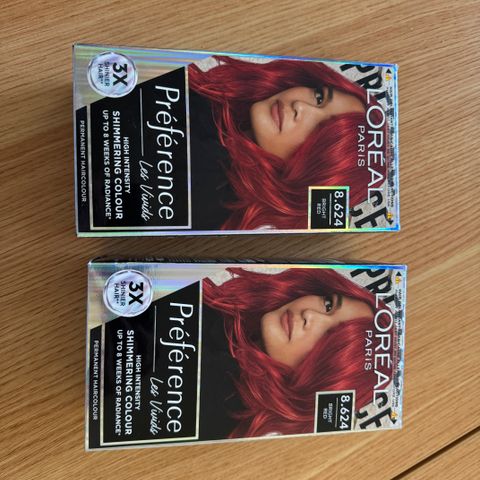 L'ORÉAL
PARIS
8.624
BRIGHT
RED
Préférence
Les Vivids
HIGH INTENSITY
SHIMMERING COLOUR
UP TO 8 WEEKS OF RADIANCE*
3X
SHINIER
HAIR**
PERMANENT HAIRCOLOUR
L'ORÉAL
PARIS
8.624
BRIGHT
RED
Préférence
Les Vivids
HIGH INTENSITY
SHIMMERING COLOUR
UP TO 8 WEEKS OF RADIANCE*
3X
SHINIER
HAIR**
PERMANENT HAIRCOLOUR